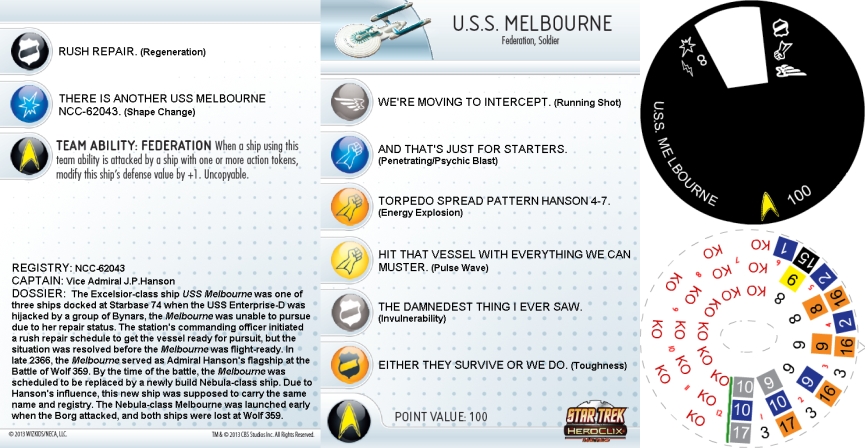 RUSH REPAIR. (Regeneration)
THERE IS ANOTHER USS MELBOURNE
NCC-62043. (Shape Change)
TEAM ABILITY: FEDERATION When a ship using this
team ability is attacked by a ship with one or more action tokens,
modify this ship's defense value by +1. Uncopyable.
REGISTRY: NCC-62043
CAPTAIN: Vice Admiral J.P.Hanson
DOSSIER: The Excelsior-class ship USS Melbourne was one of
three ships docked at Starbase 74 when the USS Enterprise-D was
hijacked by a group of Bynars, the Melbourne was unable to pursue
due to her repair status. The station's commanding officer initiated
a rush repair schedule to get the vessel ready for pursuit, but the
situation was resolved before the Melbourne was flight-ready. In
late 2366, the Melbourne served as Admiral Hanson's flagship at the
Battle of Wolf 359. By the time of the battle, the Melbourne was
scheduled to be replaced by a newly build Nebula-class ship. Due to
Hanson's influence, this new ship was supposed to carry the same
name and registry. The Nebula-class Melbourne was launched early
when the Borg attacked, and both ships were lost at Wolf 359.
© 2013 WIZKIDS/NECA, LLC.
TM & © 2013 CBS Studios Inc. All Rights Reserved.
U.S.S. MELBOURNE
Federation, Soldier
WE'RE MOVING TO INTERCEPT. (Running Shot)
AND THAT'S JUST FOR STARTERS.
(Penetrating/Psychic Blast)
TORPEDO SPREAD PATTERN HANSON 4-7.
(Energy Explosion)
HIT THAT VESSEL WITH EVERYTHING WE CAN
MUSTER. (Pulse Wave)
THE DAMNEDEST THING I EVER SAW.
(Invulnerability)
EITHER THEY SURVIVE OR WE DO. (Toughness)
POINT VALUE: 100
STAR TREK
HEROCLIX
8
U.S.S. MELBOURNE
100
KO KO 1
KO KO 15 2
KO KO KO KO 9 8 16
KO 8 8 2
KO 9 9 16
KO 9 10 3
KO KO 10 9 9 16
KO KO 10 10 2 3
KO KO 17 3 17